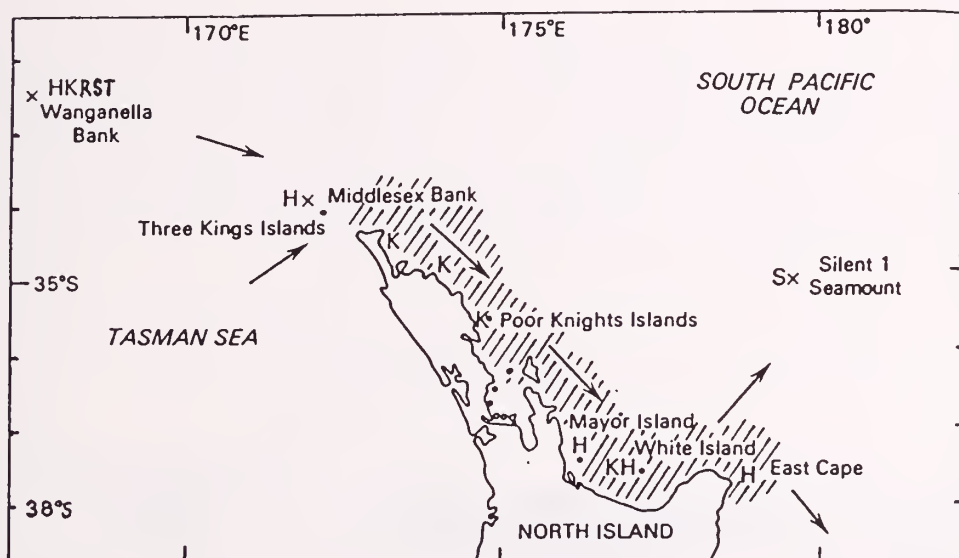 170°E
175°E
180°
HKRST
Wanganella
Bank
SOUTH PACIFIC
OCEAN
H Middlesex Bank
Three Kings Islands
K
K
35°S
S Silent 1
Seamount
K Poor Knights Islands
TASMAN SEA
Mayor Island
H
White Island
KH
H East Cape
38°S
NORTH ISLAND